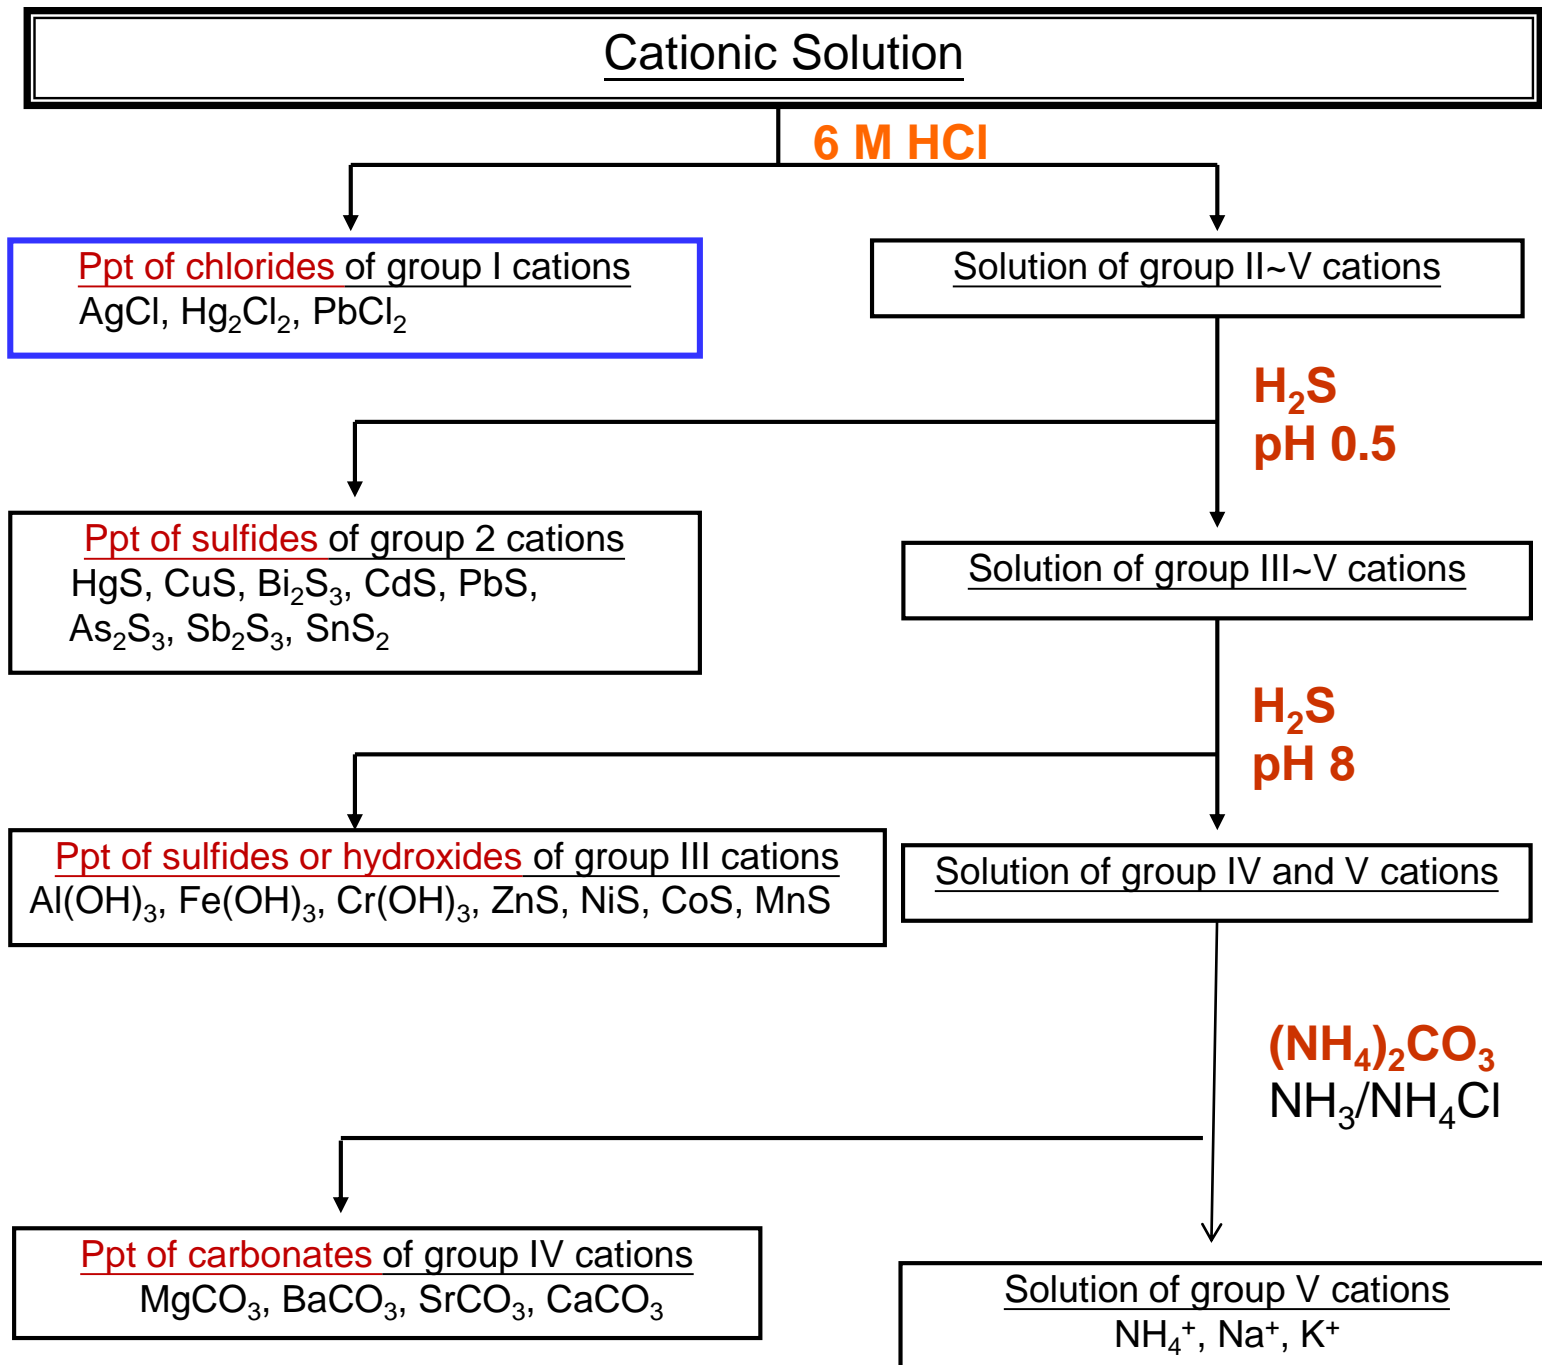 Cationic Solution
6 M HCl
Ppt of chlorides of group I cations
AgCl, Hg₂Cl₂, PbCl₂
Solution of group II~V cations
H₂S
pH 0.5
Ppt of sulfides of group 2 cations
HgS, CuS, Bi₂S₃, CdS, PbS,
As₂S₃, Sb₂S₃, SnS₂
Solution of group III~V cations
H₂S
pH 8
Ppt of sulfides or hydroxides of group III cations
Al(OH)₃, Fe(OH)₃, Cr(OH)₃, ZnS, NiS, CoS, MnS
Solution of group IV and V cations
(NH₄)₂CO₃
NH₃/NH₄Cl
Ppt of carbonates of group IV cations
MgCO₃, BaCO₃, SrCO₃, CaCO₃
Solution of group V cations
NH₄⁺, Na⁺, K⁺